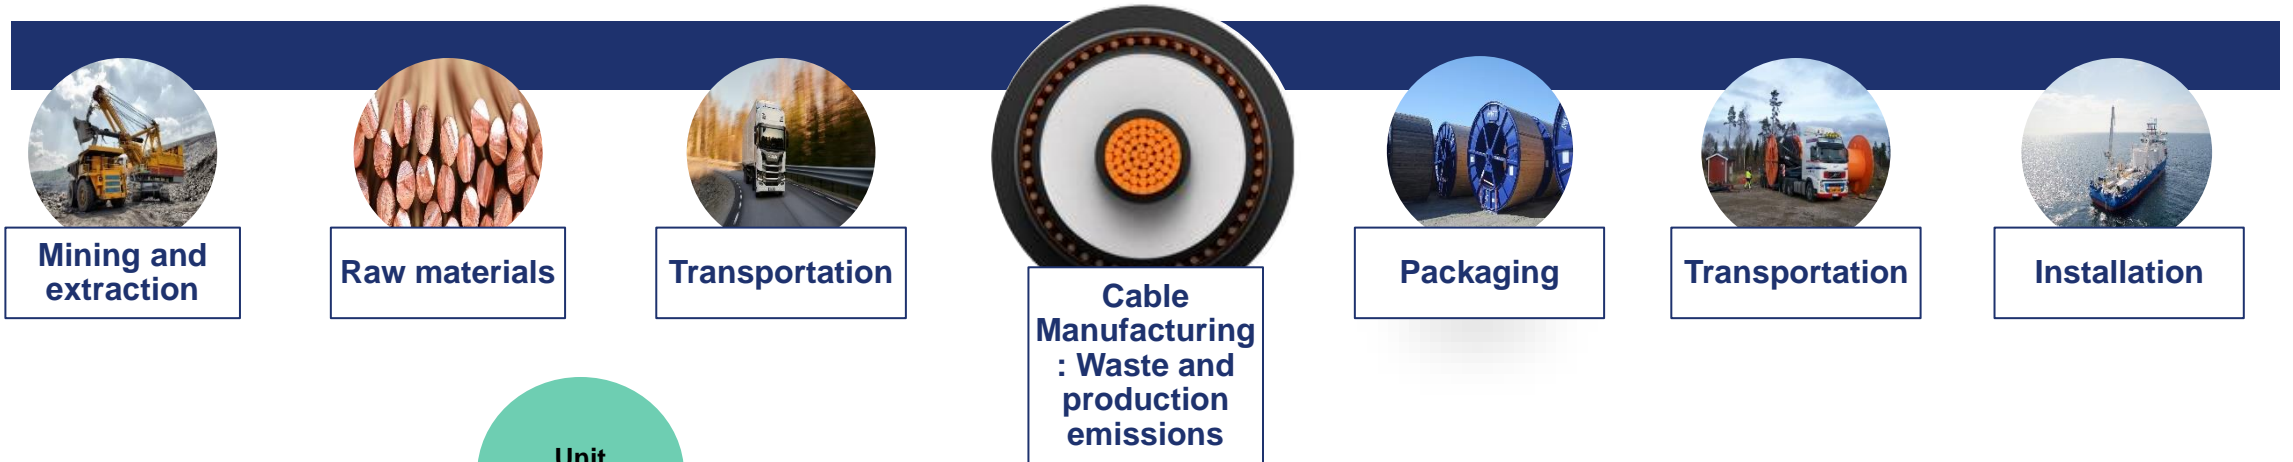 Mining and
extraction
Raw materials
Transportation
Cable
Manufacturing
: Waste and
production
emissions
Packaging
Transportation
Installation
Unit